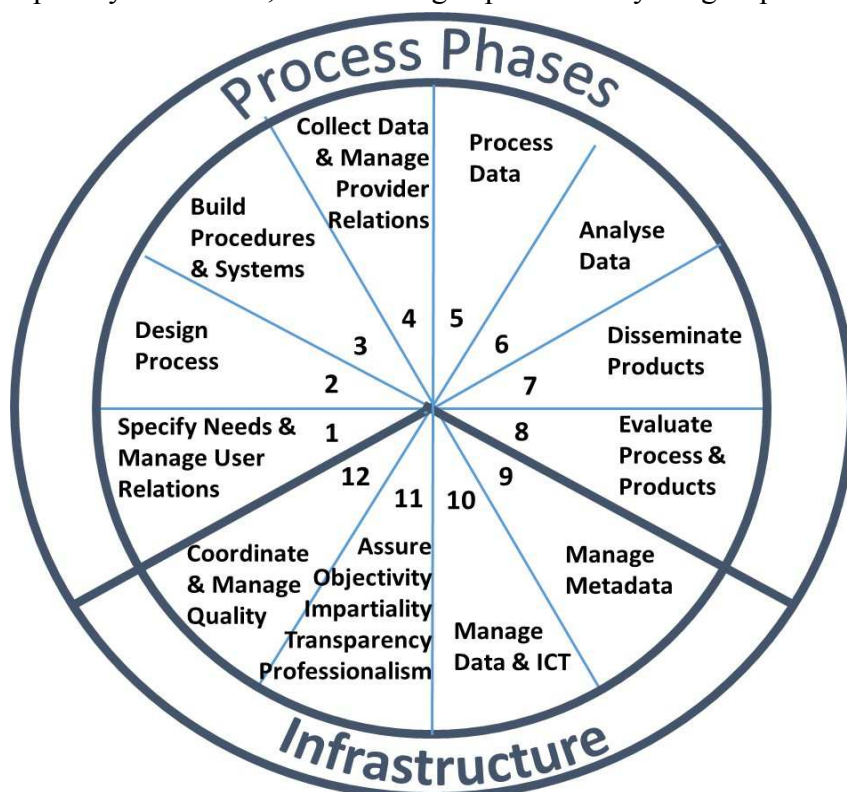 Process Phases
Collect Data
& Manage
Provider
Relations
Process
Data
Build
Procedures
& Systems
Analyse
Data
Design
Process
Disseminate
Products
4
5
3
6
2
7
Specify Needs &
Manage User
Relations
1
8
Evaluate
Process &
Products
12
11
10
9
Coordinate
& Manage
Quality
Assure
Objectivity
Impartiality
Transparency
Professionalism
Manage
Data & ICT
Manage
Metadata
Infrastructure